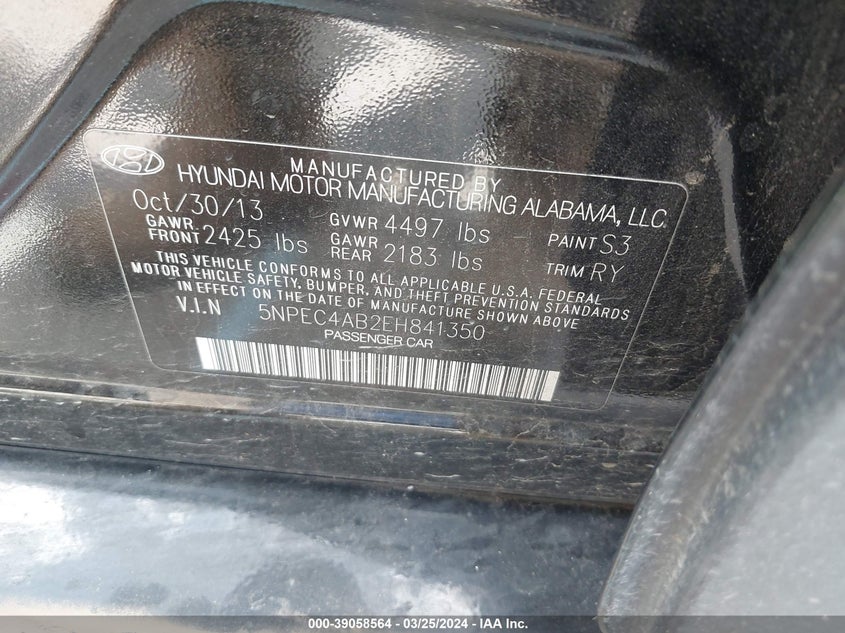 MANUFACTURED BY
HYUNDAI MOTOR MANUFACTURING ALABAMA, LLC.
Oct/30/13 GVWR 4497 lbs PAINT S3
GAWR FRONT 2425 lbs GAWR REAR 2183 lbs TRIM RY
THIS VEHICLE CONFORMS TO ALL APPLICABLE U.S.A. FEDERAL
MOTOR VEHICLE SAFETY, BUMPER, AND THEFT PREVENTION STANDARDS
IN EFFECT ON THE DATE OF MANUFACTURE SHOWN ABOVE
V.I.N 5NPEC4AB2EH841350
PASSENGER CAR
000-39058564 — 03/25/2024 — IAA Inc.